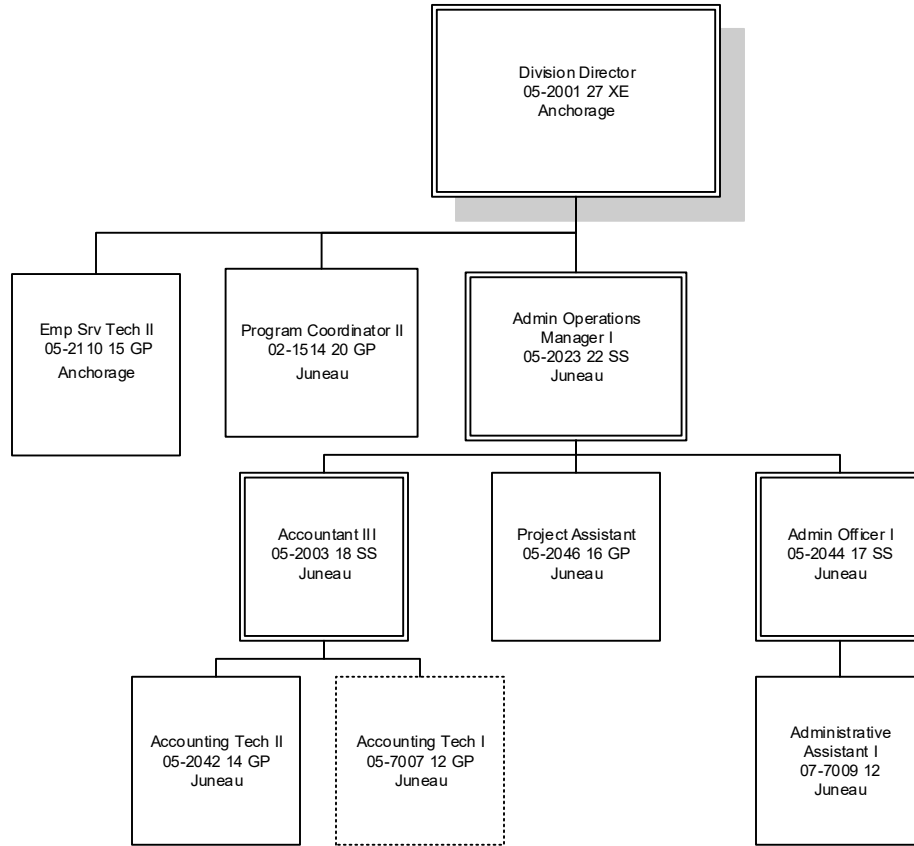 Division Director
05-2001 27 XE
Anchorage
Emp Srv Tech II
05-2110 15 GP
Anchorage
Program Coordinator II
02-1514 20 GP
Juneau
Admin Operations
Manager I
05-2023 22 SS
Juneau
Accountant III
05-2003 18 SS
Juneau
Project Assistant
05-2046 16 GP
Juneau
Admin Officer I
05-2044 17 SS
Juneau
Accounting Tech II
05-2042 14 GP
Juneau
Accounting Tech I
05-7007 12 GP
Juneau
Administrative
Assistant I
07-7009 12
Juneau